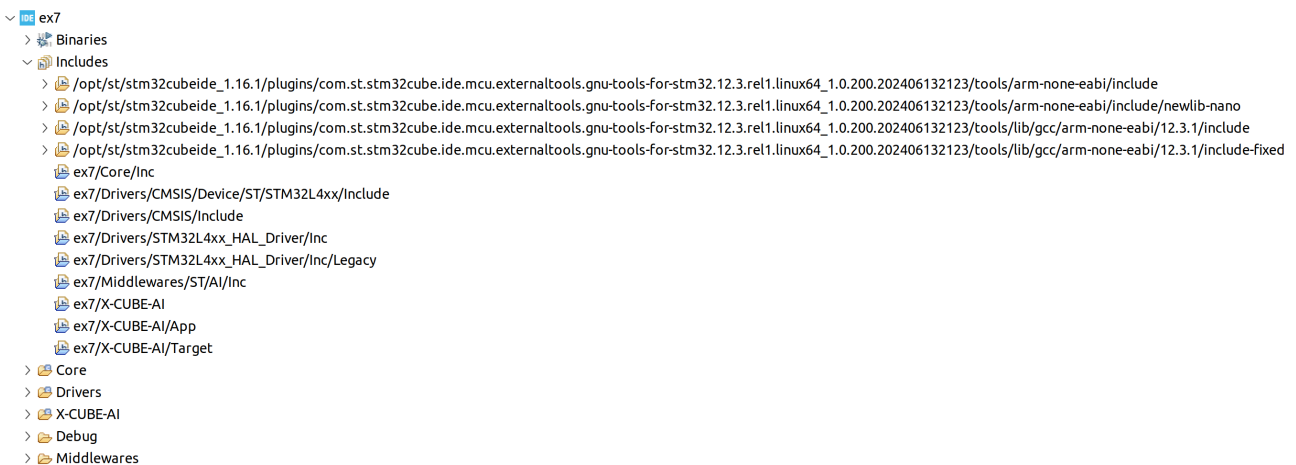 IDE ex7
Binaries
Includes
/opt/st/stm32cubeide_1.16.1/plugins/com.st.stm32cube.ide.mcu.externaltools.gnu-tools-for-stm32.12.3.rel1.linux64_1.0.200.202406132123/tools/arm-none-eabi/include
/opt/st/stm32cubeide_1.16.1/plugins/com.st.stm32cube.ide.mcu.externaltools.gnu-tools-for-stm32.12.3.rel1.linux64_1.0.200.202406132123/tools/arm-none-eabi/include/newlib-nano
/opt/st/stm32cubeide_1.16.1/plugins/com.st.stm32cube.ide.mcu.externaltools.gnu-tools-for-stm32.12.3.rel1.linux64_1.0.200.202406132123/tools/lib/gcc/arm-none-eabi/12.3.1/include
/opt/st/stm32cubeide_1.16.1/plugins/com.st.stm32cube.ide.mcu.externaltools.gnu-tools-for-stm32.12.3.rel1.linux64_1.0.200.202406132123/tools/lib/gcc/arm-none-eabi/12.3.1/include-fixed
ex7/Core/Inc
ex7/Drivers/CMSIS/Device/ST/STM32L4xx/Include
ex7/Drivers/CMSIS/Include
ex7/Drivers/STM32L4xx_HAL_Driver/Inc
ex7/Drivers/STM32L4xx_HAL_Driver/Inc/Legacy
ex7/Middlewares/ST/AI/Inc
ex7/X-CUBE-AI
ex7/X-CUBE-AI/App
ex7/X-CUBE-AI/Target
Core
Drivers
X-CUBE-AI
Debug
Middlewares